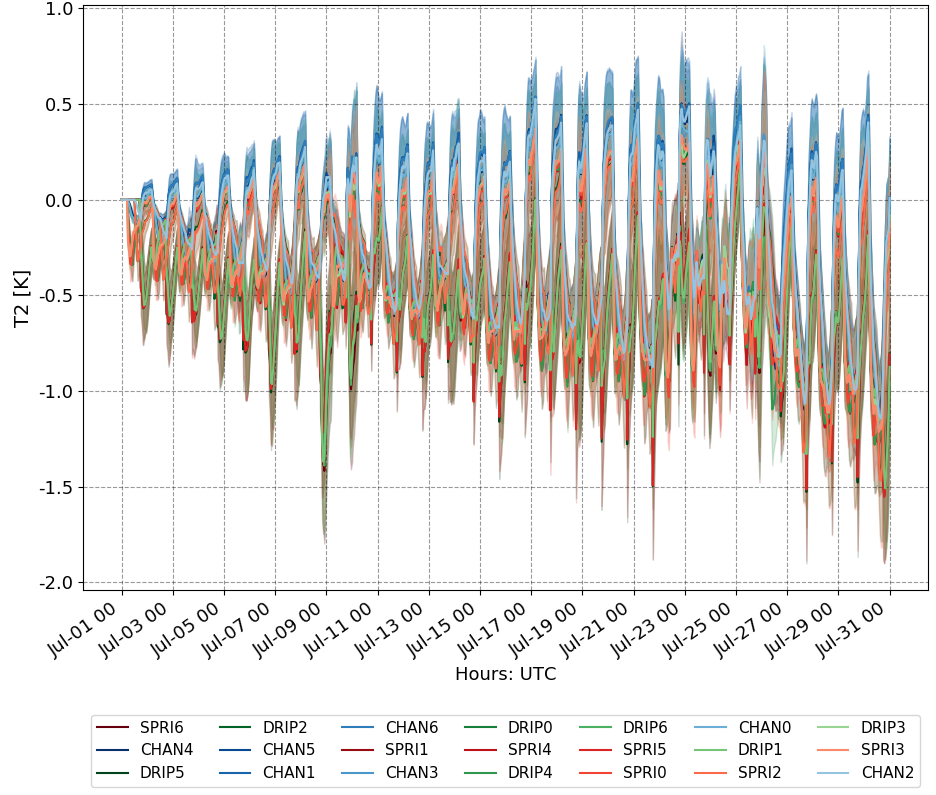 1.0
0.5
0.0
-0.5
-1.0
-1.5
-2.0
T2 [K]
Jul-01 00
Jul-03 00
Jul-05 00
Jul-07 00
Jul-09 00
Jul-11 00
Jul-13 00
Jul-15 00
Jul-17 00
Jul-19 00
Jul-21 00
Jul-23 00
Jul-25 00
Jul-27 00
Jul-29 00
Jul-31 00
Hours: UTC
SPRI6 DRIP2 CHAN6 DRIP0 DRIP6 CHAN0 DRIP3
CHAN4 CHAN5 SPRI1 SPRI4 SPRI5 DRIP1 SPRI3
DRIP5 CHAN1 CHAN3 DRIP4 SPRI0 SPRI2 CHAN2